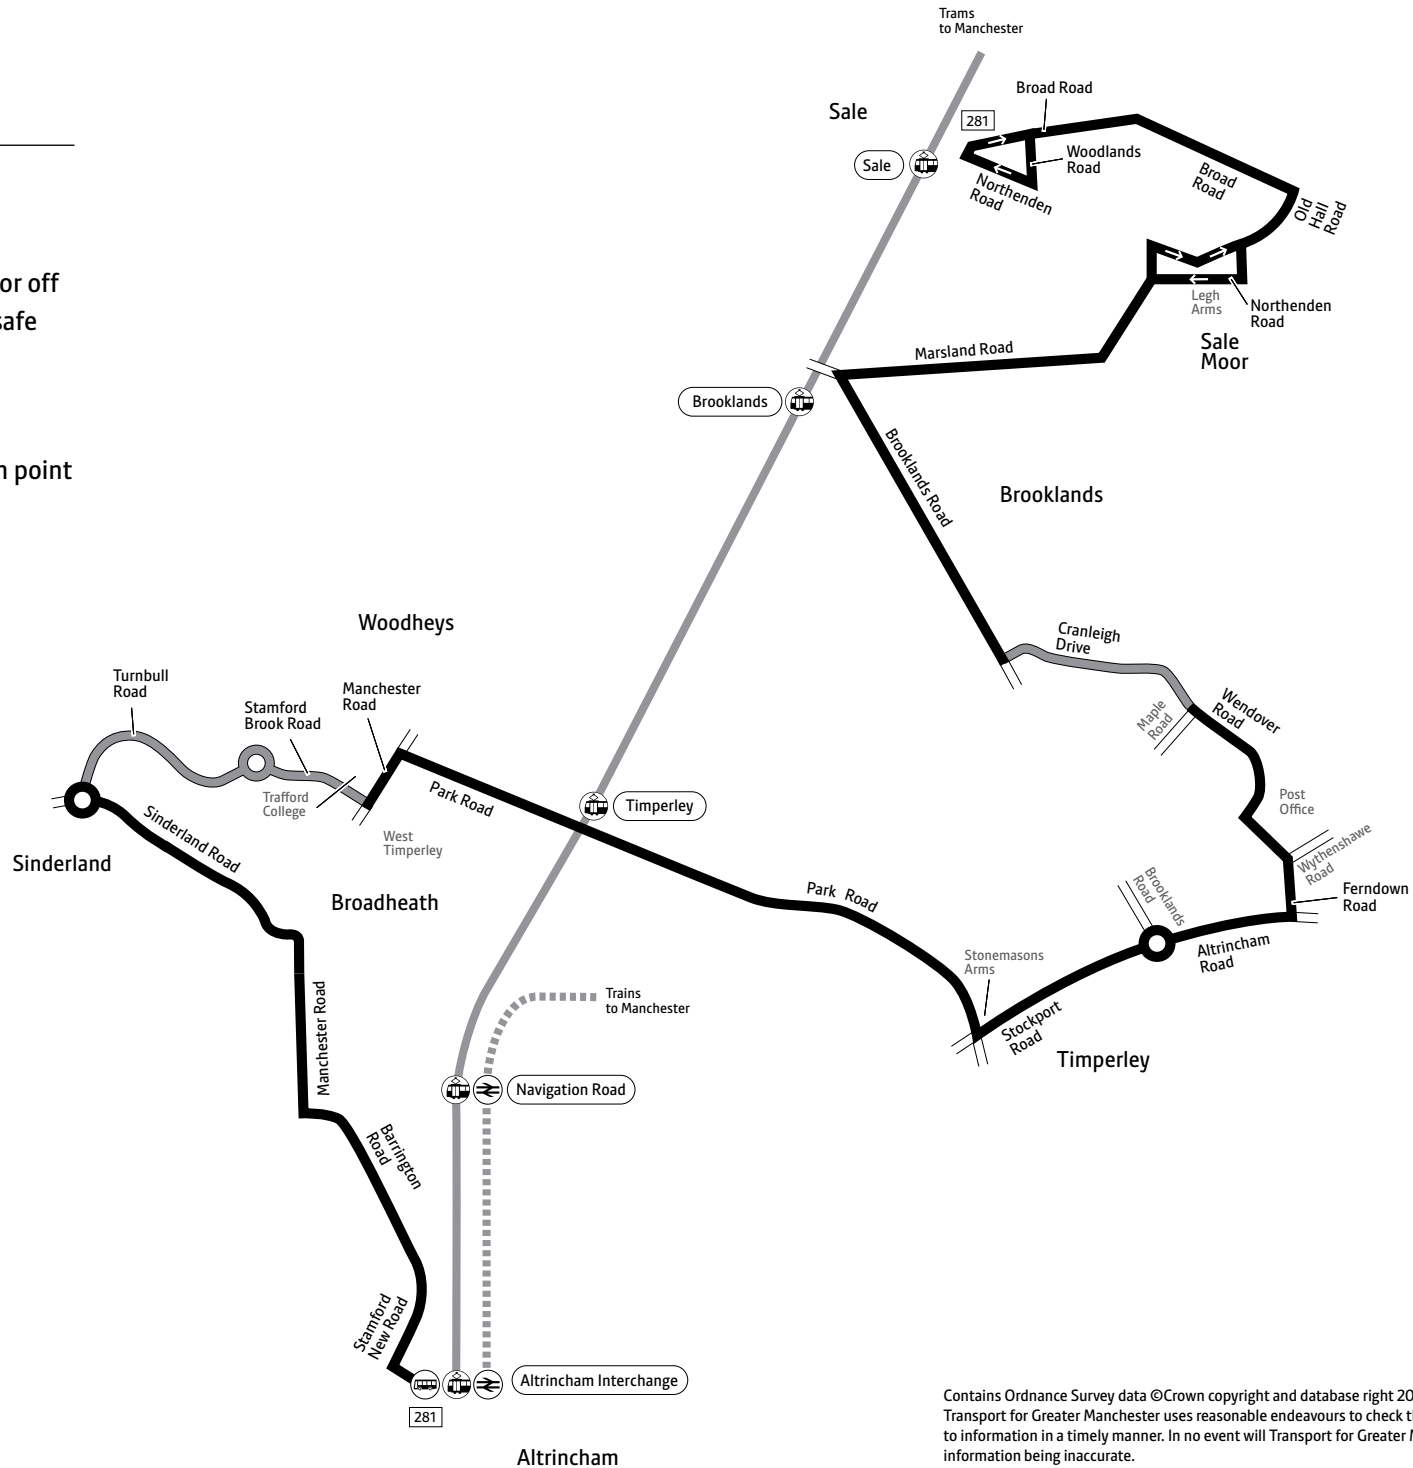 Trams
to Manchester
Broad Road
Sale
281
Woodlands
Road
Sale
Northenden
Road
Broad
Road
Old
Hall
Road
or off
safe
Legh
Arms
Northenden
Road
Sale
Moor
Marsland Road
Brooklands
Brooklands Road
n point
Brooklands
Woodheys
Cranleigh
Drive
Turnbull
Road
Manchester
Road
Stamford
Brook Road
Maple
Road
Wendover
Road
Trafford
College
Park Road
Timperley
Post
Office
Sinderland Road
West
Timperley
Wythenshawe
Road
Sinderland
Brooklands
Road
Ferndown
Road
Broadheath
Park Road
Altrincham
Road
Stonemasons
Arms
Trains
to Manchester
Stockport
Road
Manchester Road
Timperley
Navigation Road
Barrington
Road
Stamford
New Road
Altrincham Interchange
281
Altrincham
Contains Ordnance Survey data ©Crown copyright and database right 20
Transport for Greater Manchester uses reasonable endeavours to check t
to information in a timely manner. In no event will Transport for Greater M
information being inaccurate.